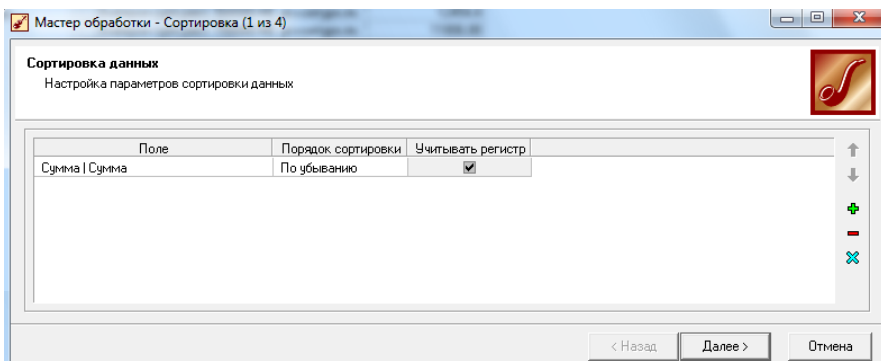 Мастер обработки - Сортировка (1 из 4)
Сортировка данных
Настройка параметров сортировки данных
Поле Порядок сортировки Учитывать регистр
Сумма | Сумма По убыванию
< Назад Далее > Отмена